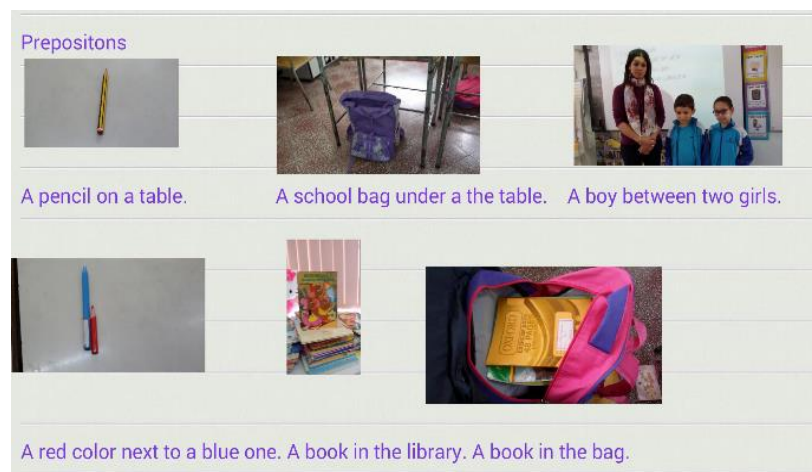 Prepositons
A pencil on a table.
A school bag under a the table.
A boy between two girls.
A red color next to a blue one. A book in the library. A book in the bag.